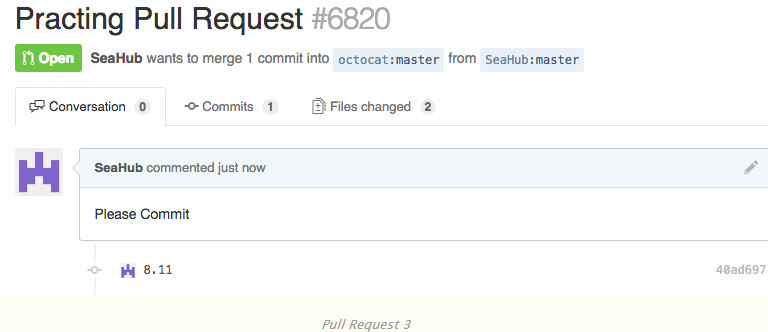 Practing Pull Request #6820
Open SeaHub wants to merge 1 commit into octocat:master from SeaHub:master
Conversation 0 Commits 1 Files changed 2
SeaHub commented just now
Please Commit
8.11 40ad697
Pull Request 3